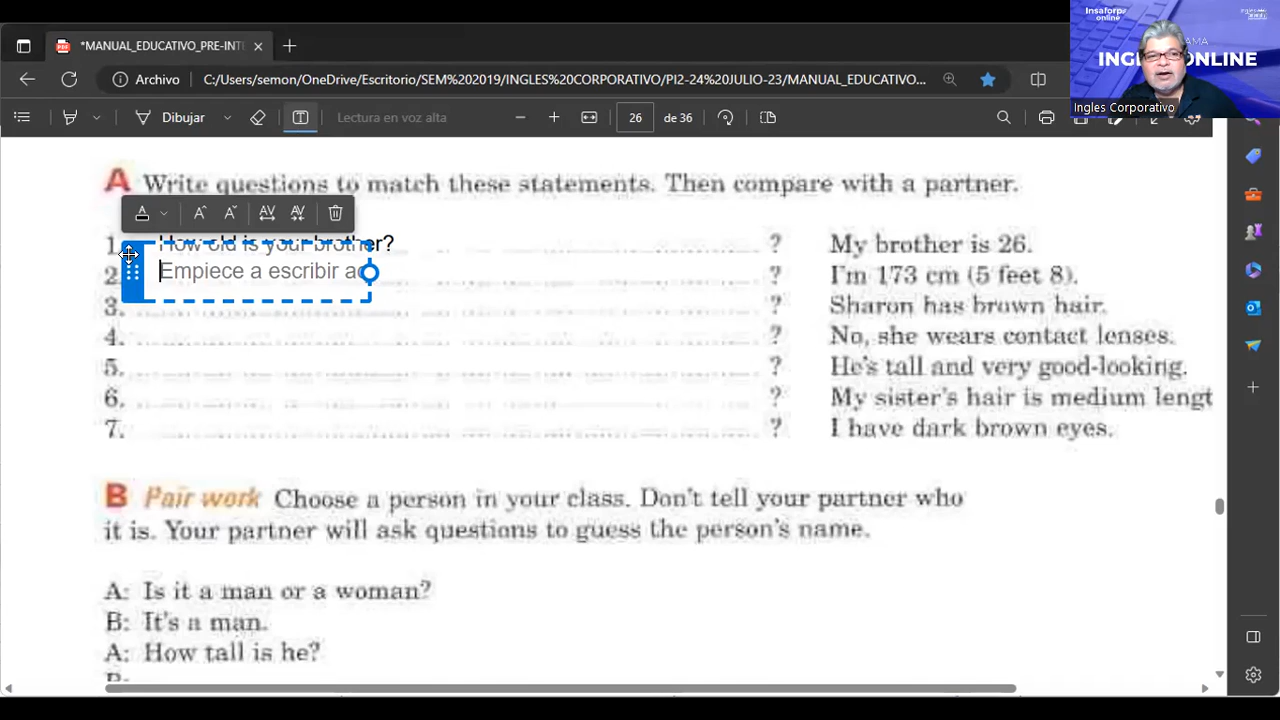 Insaforp
online
INGLES ONLINE
Ingles Corporativo
*MANUAL_EDUCATIVO_PRE-INT
Archivo
C:/Users/semon/OneDrive/Escritorio/SEM%202019/INGLES%20CORPORATIVO/PI2-24%20JULIO-23/MANUAL_EDUCATIVO...
Dibujar
Lectura en voz alta
26
de 36
A Write questions to match these statements. Then compare with a partner.
1. How old is your brother? ? My brother is 26.
2. Empiece a escribir ac ? I'm 173 cm (5 feet 8).
3. ? Sharon has brown hair.
4. ? No, she wears contact lenses.
5. ? He's tall and very good-looking.
6. ? My sister's hair is medium lengt
7. ? I have dark brown eyes.
B Pair work Choose a person in your class. Don't tell your partner who
it is. Your partner will ask questions to guess the person's name.
A: Is it a man or a woman?
B: It's a man.
A: How tall is he?